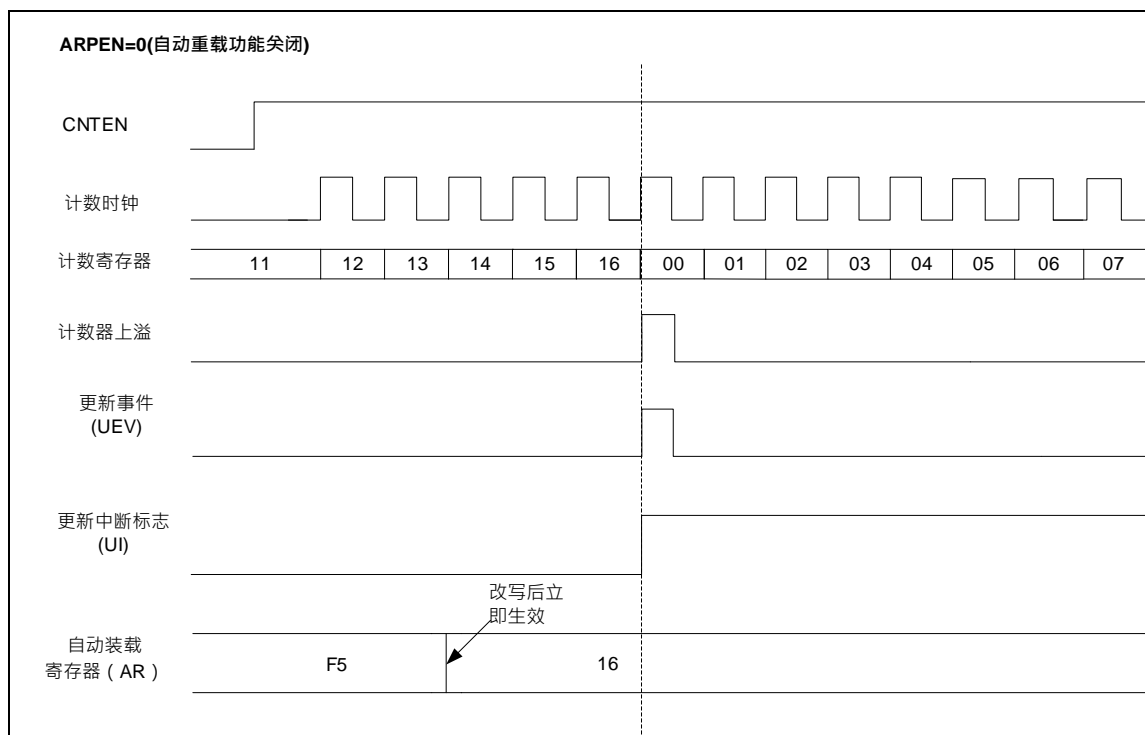 ARPEN=0(自动重载功能关闭)
CNTEN
计数时钟
计数寄存器
11 12 13 14 15 16 00 01 02 03 04 05 06 07
计数器上溢
更新事件
(UEV)
更新中断标志
(UI)
改写后立
即生效
自动装载
寄存器(AR)
F5 16